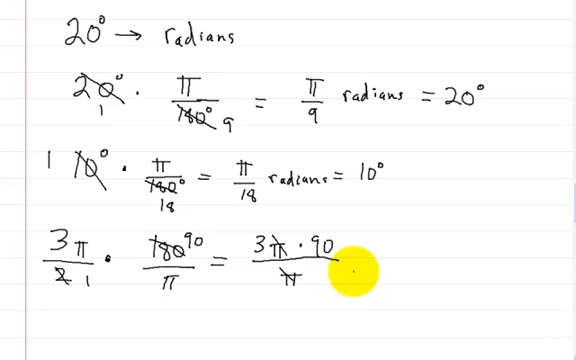 20° → radians
20° 1 · π/180° 9 = π/9 radians = 20°
1 10° · π/180° 18 = π/18 radians = 10°
3π/2 1 · 180 90/π = 3π · 90/π